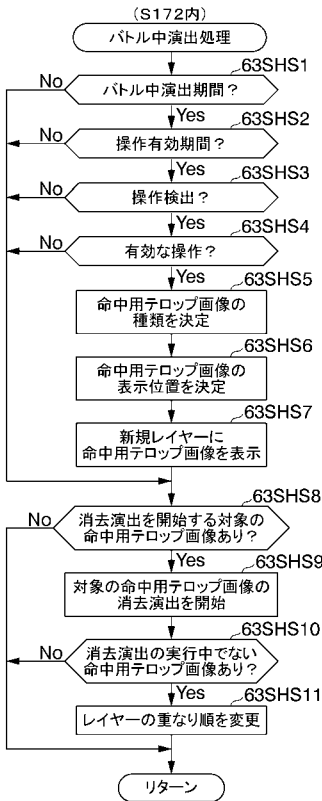 (S172内)
バトル中演出処理
63SHS1
No
バトル中演出期間?
Yes
63SHS2
No
操作有効期間?
Yes
63SHS3
No
操作検出?
Yes
63SHS4
No
有効な操作?
Yes
63SHS5
命中用テロップ画像の
種類を決定
63SHS6
命中用テロップ画像の
表示位置を決定
63SHS7
新規レイヤーに
命中用テロップ画像を表示
63SHS8
No
消去演出を開始する対象の
命中用テロップ画像あり?
Yes
63SHS9
対象の命中用テロップ画像の
消去演出を開始
63SHS10
No
消去演出の実行中でない
命中用テロップ画像あり?
Yes
63SHS11
レイヤーの重なり順を変更
リターン